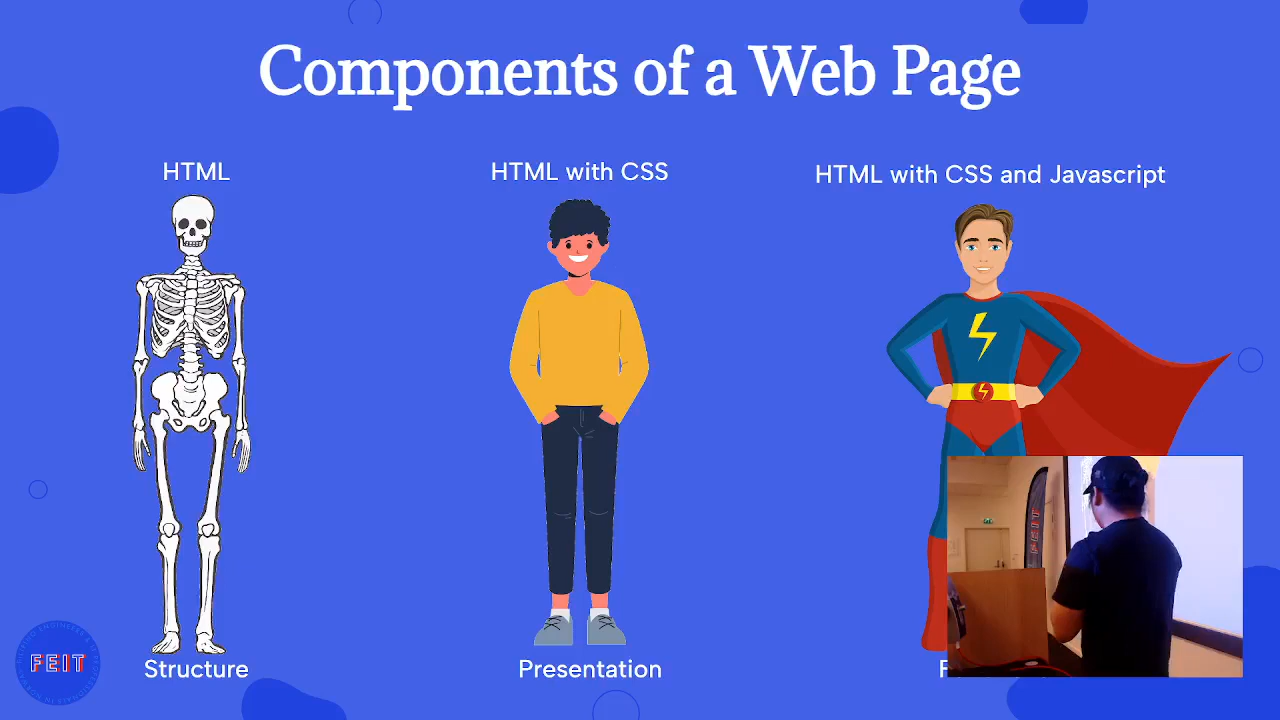 Components of a Web Page
HTML
HTML with CSS
HTML with CSS and Javascript
FEIT
Structure
Presentation